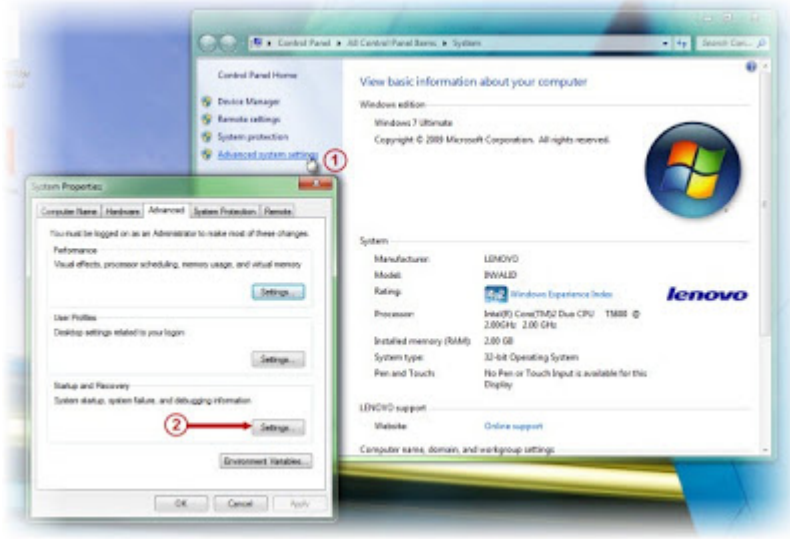 Control Panel ▸ All Control Panel Items ▸ System
Search Con...
Control Panel Home
Device Manager
Remote settings
System protection
Advanced system settings
1
View basic information about your computer
Windows edition
Windows 7 Ultimate
Copyright © 2009 Microsoft Corporation. All rights reserved.
System
Manufacturer: LENOVO
Model: INVALID
Rating: Windows Experience Index
lenovo
Processor: Intel(R) Core(TM)2 Duo CPU @
2.00GHz 2.00 GHz
Installed memory (RAM): 2.00 GB
System type: 32-bit Operating System
Pen and Touch: No Pen or Touch Input is available for this
Display
LENOVO support
Website Online support
Computer name, domain, and workgroup settings
System Properties
Computer Name Hardware Advanced System Protection Remote
You must be logged on as an Administrator to make most of these changes.
Performance
Visual effects, processor scheduling, memory usage, and virtual memory
Settings...
User Profiles
Desktop settings related to your logon
Settings...
Startup and Recovery
System startup, system failure, and debugging information
2
Settings...
Environment Variables...
OK Cancel Apply